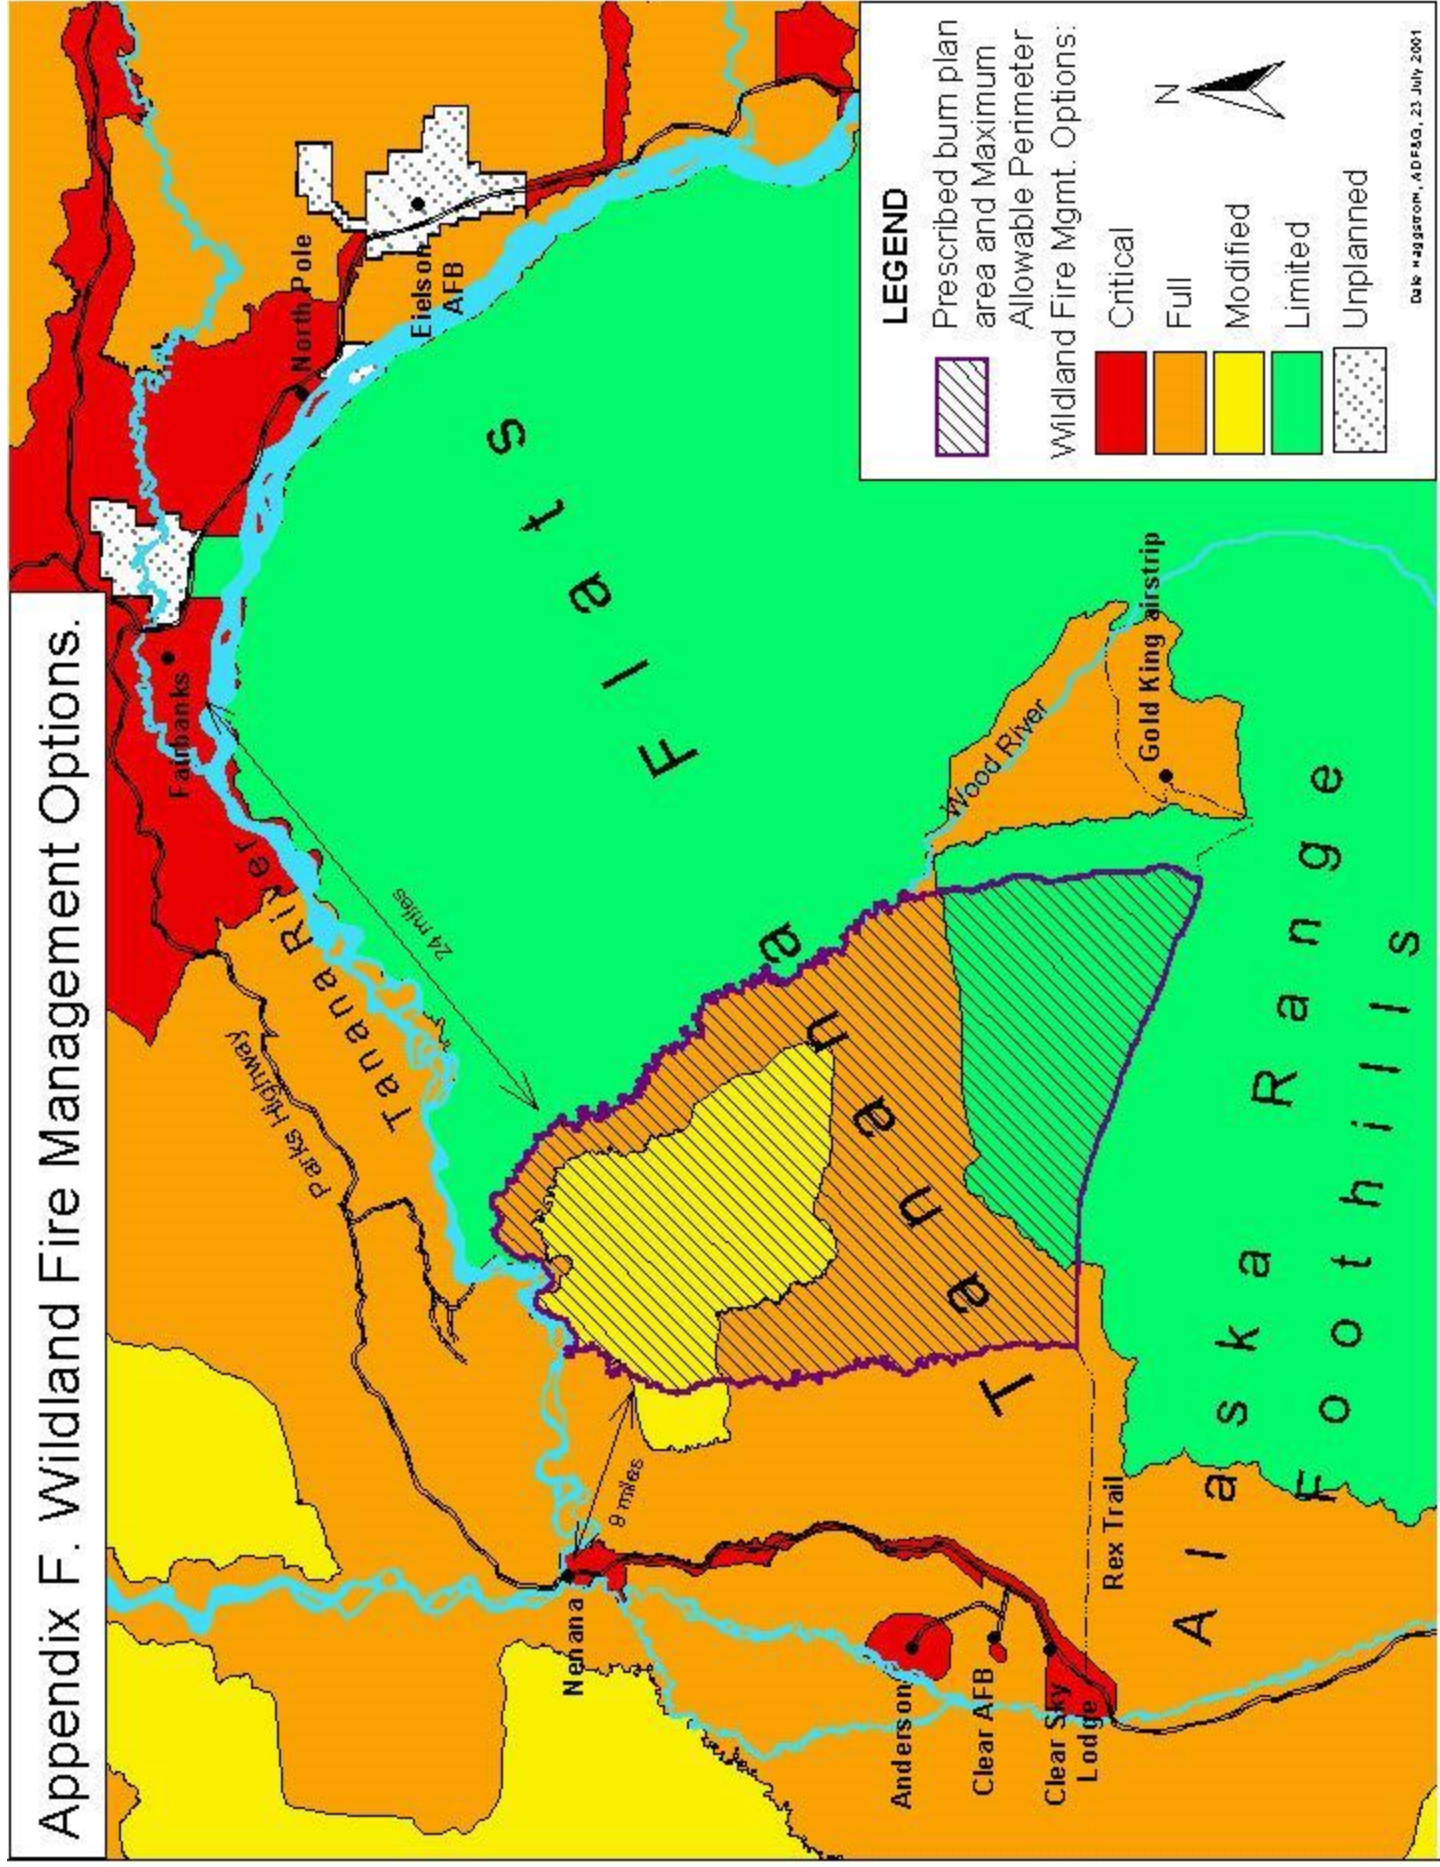 Appendix F. Wildland Fire Management Options.
Fairbanks
North Pole
Eielson
AFB
Tanana River
Parks Highway
24 miles
Nenana
9 miles
Tanana Flats
Wood River
Gold King airstrip
Anderson
Clear AFB
Clear Sky
Lodge
Rex Trail
Alaska Range
Foothills
LEGEND
Prescribed burn plan
area and Maximum
Allowable Perimeter
Wildland Fire Mgmt. Options:
Critical
Full
Modified
Limited
Unplanned
N
Dale Haggstrom, ADF&G, 23 July 2001